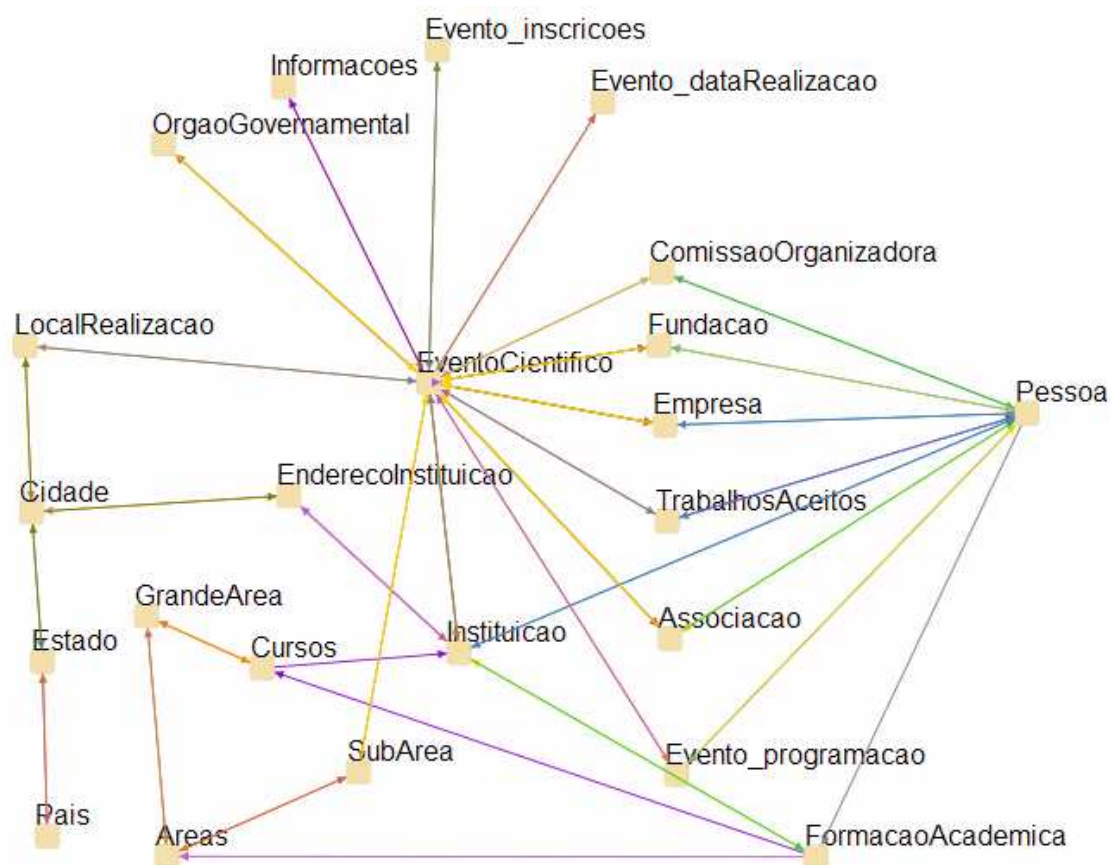 Evento_inscricoes
Informacoes
Evento_dataRealizacao
OrgaoGovernamental
ComissaoOrganizadora
LocalRealizacao
Fundacao
EventoCientifico
Pessoa
Empresa
EnderecoInstituicao
Cidade
TrabalhosAceitos
GrandeArea
Associacao
Estado
Cursos
Instituicao
SubArea
Evento_programacao
Pais
Areas
FormacaoAcademica